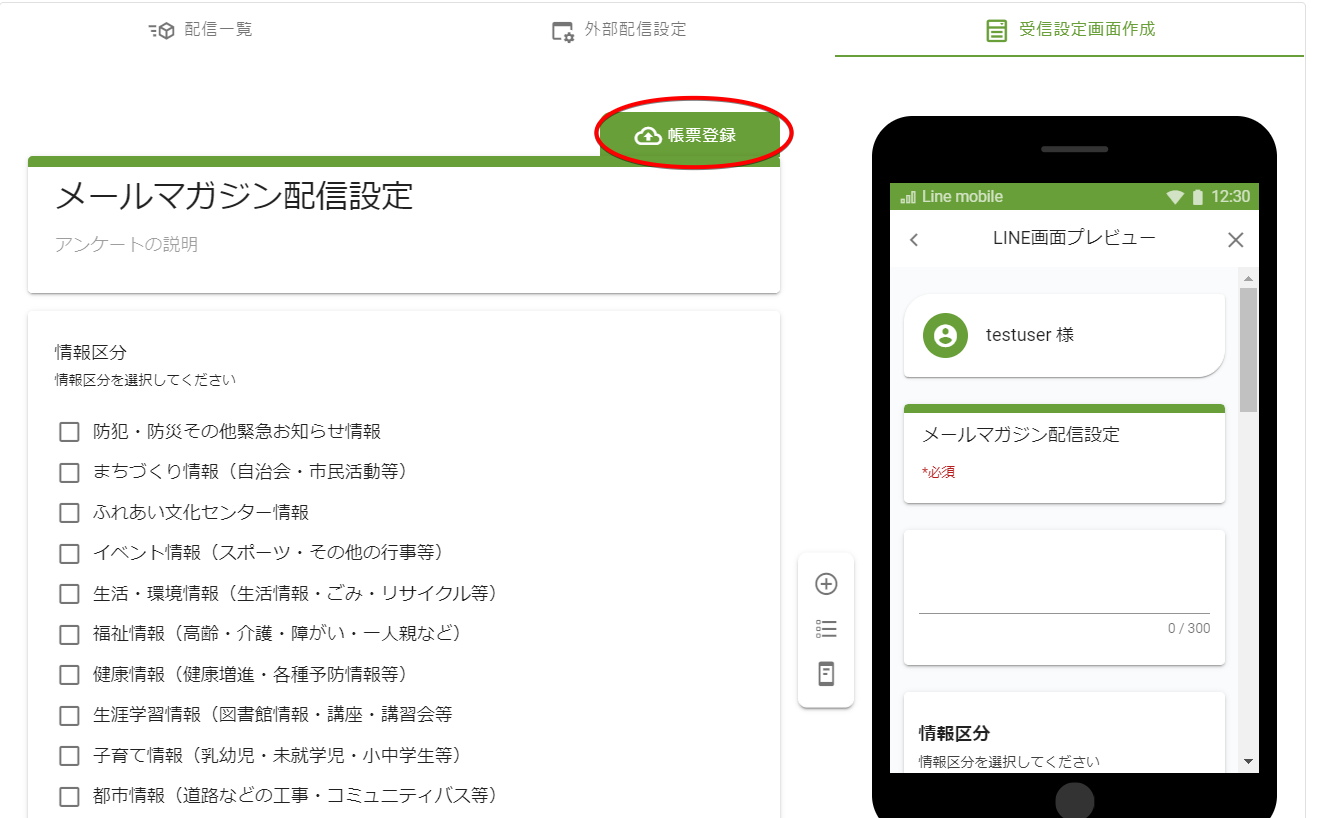 配信一覧
外部配信設定
受信設定画面作成
帳票登録
メールマガジン配信設定
アンケートの説明
情報区分
情報区分を選択してください
防犯・防災その他緊急お知らせ情報
まちづくり情報（自治会・市民活動等）
ふれあい文化センター情報
イベント情報（スポーツ・その他の行事等）
生活・環境情報（生活情報・ごみ・リサイクル等）
福祉情報（高齢・介護・障がい・一人親など）
健康情報（健康増進・各種予防情報等）
生涯学習情報（図書館情報・講座・講習会等
子育て情報（乳幼児・未就学児・小中学生等）
都市情報（道路などの工事・コミュニティバス等）
Line mobile 12:30
LINE画面プレビュー
testuser 様
メールマガジン配信設定
*必須
0 / 300
情報区分
情報区分を選択してください